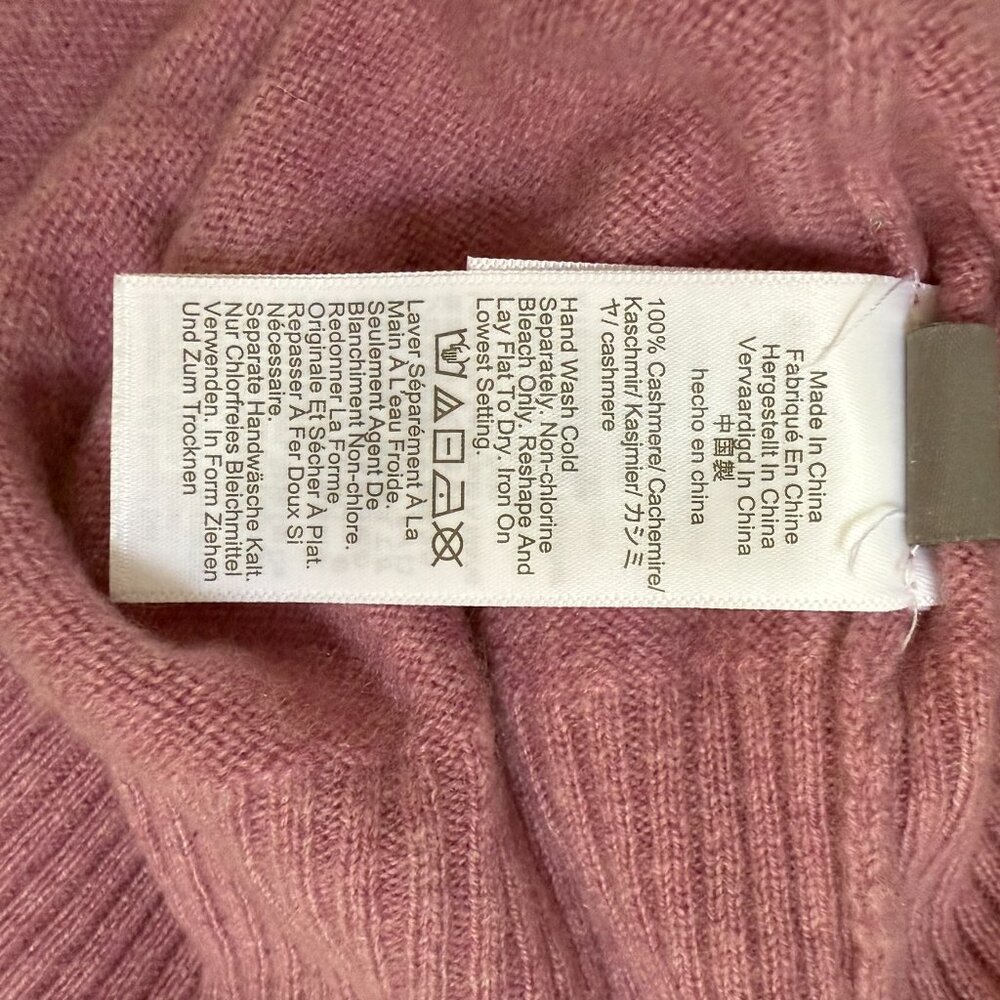 Made In China
Fabriqué En Chine
Hergestellt In China
Vervaardigd In China
中国製
hecho en china
100% Cashmere/ Cachemire/
Kaschmir/ Kasjmier/ カシミ
ヤ/ cashmere
Hand Wash Cold
Separately. Non-chlorine
Bleach Only. Reshape And
Lay Flat To Dry. Iron On
Lowest Setting.
Laver Séparément À La
Main À L'eau Froide.
Seulement Agent De
Blanchiment Non-chlore.
Redonner La Forme
Originale Et Sécher À Plat.
Repasser À Fer Doux Si
Nécessaire.
Separate Handwäsche Kalt.
Nur Chlorfreies Bleichmittel
Verwenden. In Form Ziehen
Und Zum Trocknen